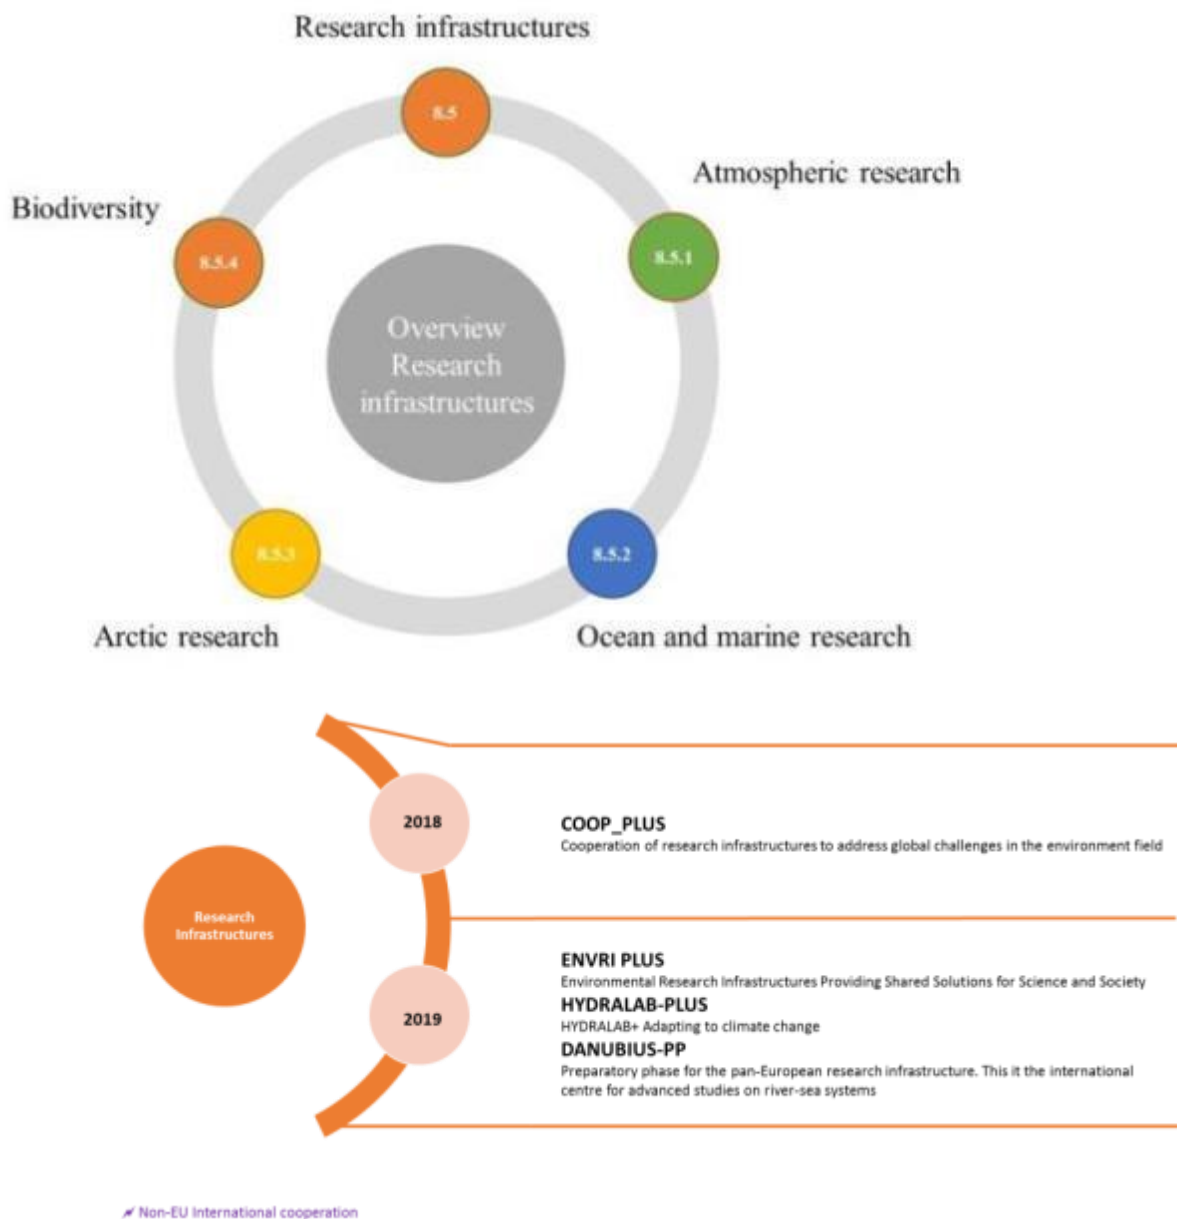 Research infrastructures
8.5
Atmospheric research
Biodiversity
8.5.4
8.5.1
Overview
Research
infrastructures
8.5.3
8.5.2
Arctic research
Ocean and marine research
2018
COOP_PLUS
Cooperation of research infrastructures to address global challenges in the environment field
Research
Infrastructures
ENVRI PLUS
Environmental Research Infrastructures Providing Shared Solutions for Science and Society
HYDRALAB-PLUS
2019
HYDRALAB+ Adapting to climate change
DANUBIUS-PP
Preparatory phase for the pan-European research infrastructure. This it the international
centre for advanced studies on river-sea systems
Non-EU International cooperation